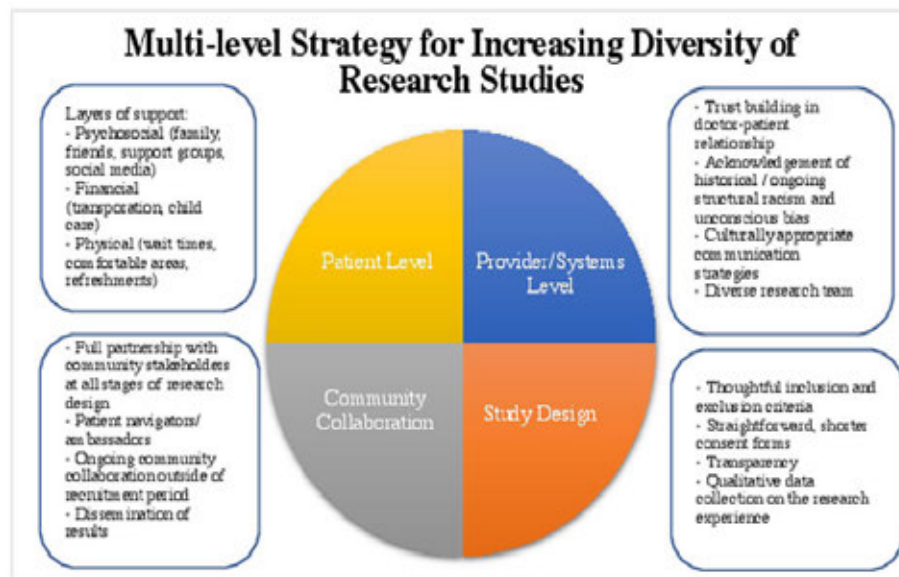 Multi-level Strategy for Increasing Diversity of
Research Studies
Layers of support:
- Psychosocial (family,
friends, support groups,
social media)
- Financial
(transporation, child
care)
- Physical (wait times,
comfortable areas,
refreshments)
Patient Level
Provider/Systems
Level
- Trust building in
doctor-patient
relationship
- Acknowledgement of
historical / ongoing
structural racism and
unconscious bias
- Culturally appropriate
communication
strategies
- Diverse research team
- Full partnership with
community stakeholders
at all stages of research
design
- Patient navigators/
ambassadors
- Ongoing community
collaboration outside of
recruitment period
- Dissemination of
results
Community
Collaboration
Study Design
- Thoughtful inclusion and
exclusion criteria
- Straightforward, shorter
consent forms
- Transparency
- Qualitative data
collection on the research
experience